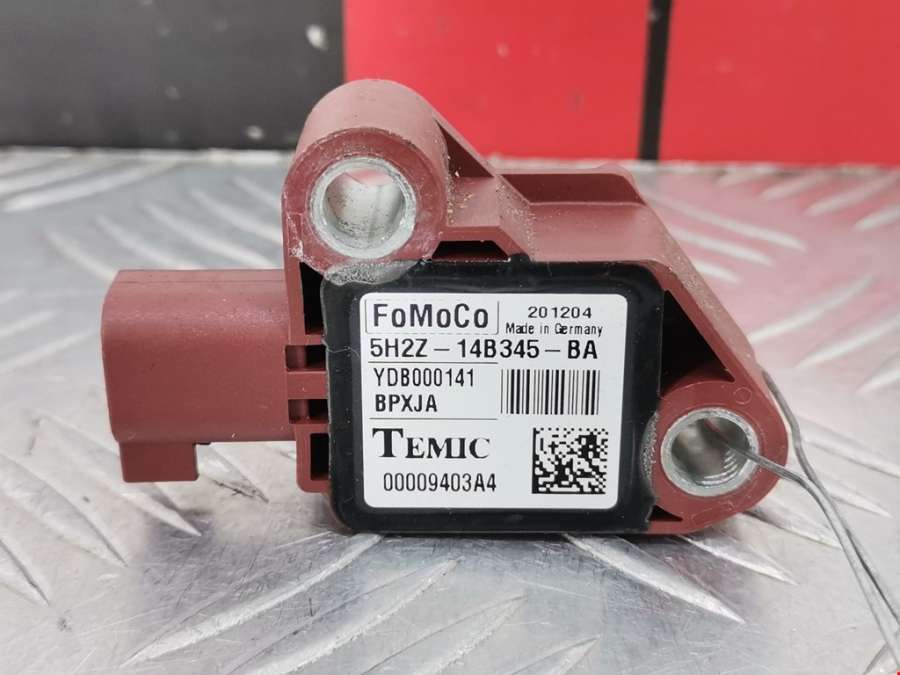 FoMoCo
201204
Made in Germany
5H2Z-14B345-BA
YDB000141
BPXJA
TEMIC
00009403A4